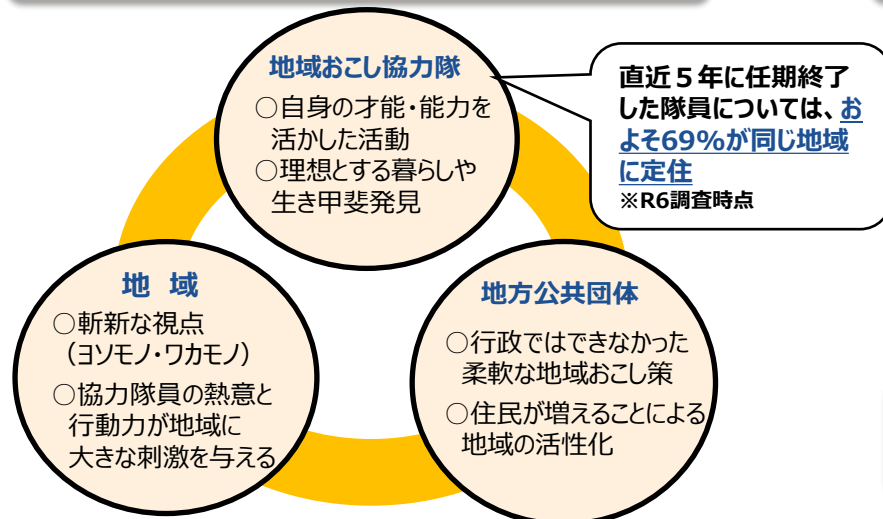 地域おこし協力隊
○自身の才能・能力を
活かした活動
○理想とする暮らしや
生き甲斐発見
直近５年に任期終了
した隊員については、お
よそ69%が同じ地域
に定住
※R6調査時点
地 域
○斬新な視点
（ヨソモノ・ワカモノ）
○協力隊員の熱意と
行動力が地域に
大きな刺激を与える
地方公共団体
○行政ではできなかった
柔軟な地域おこし策
○住民が増えることによる
地域の活性化